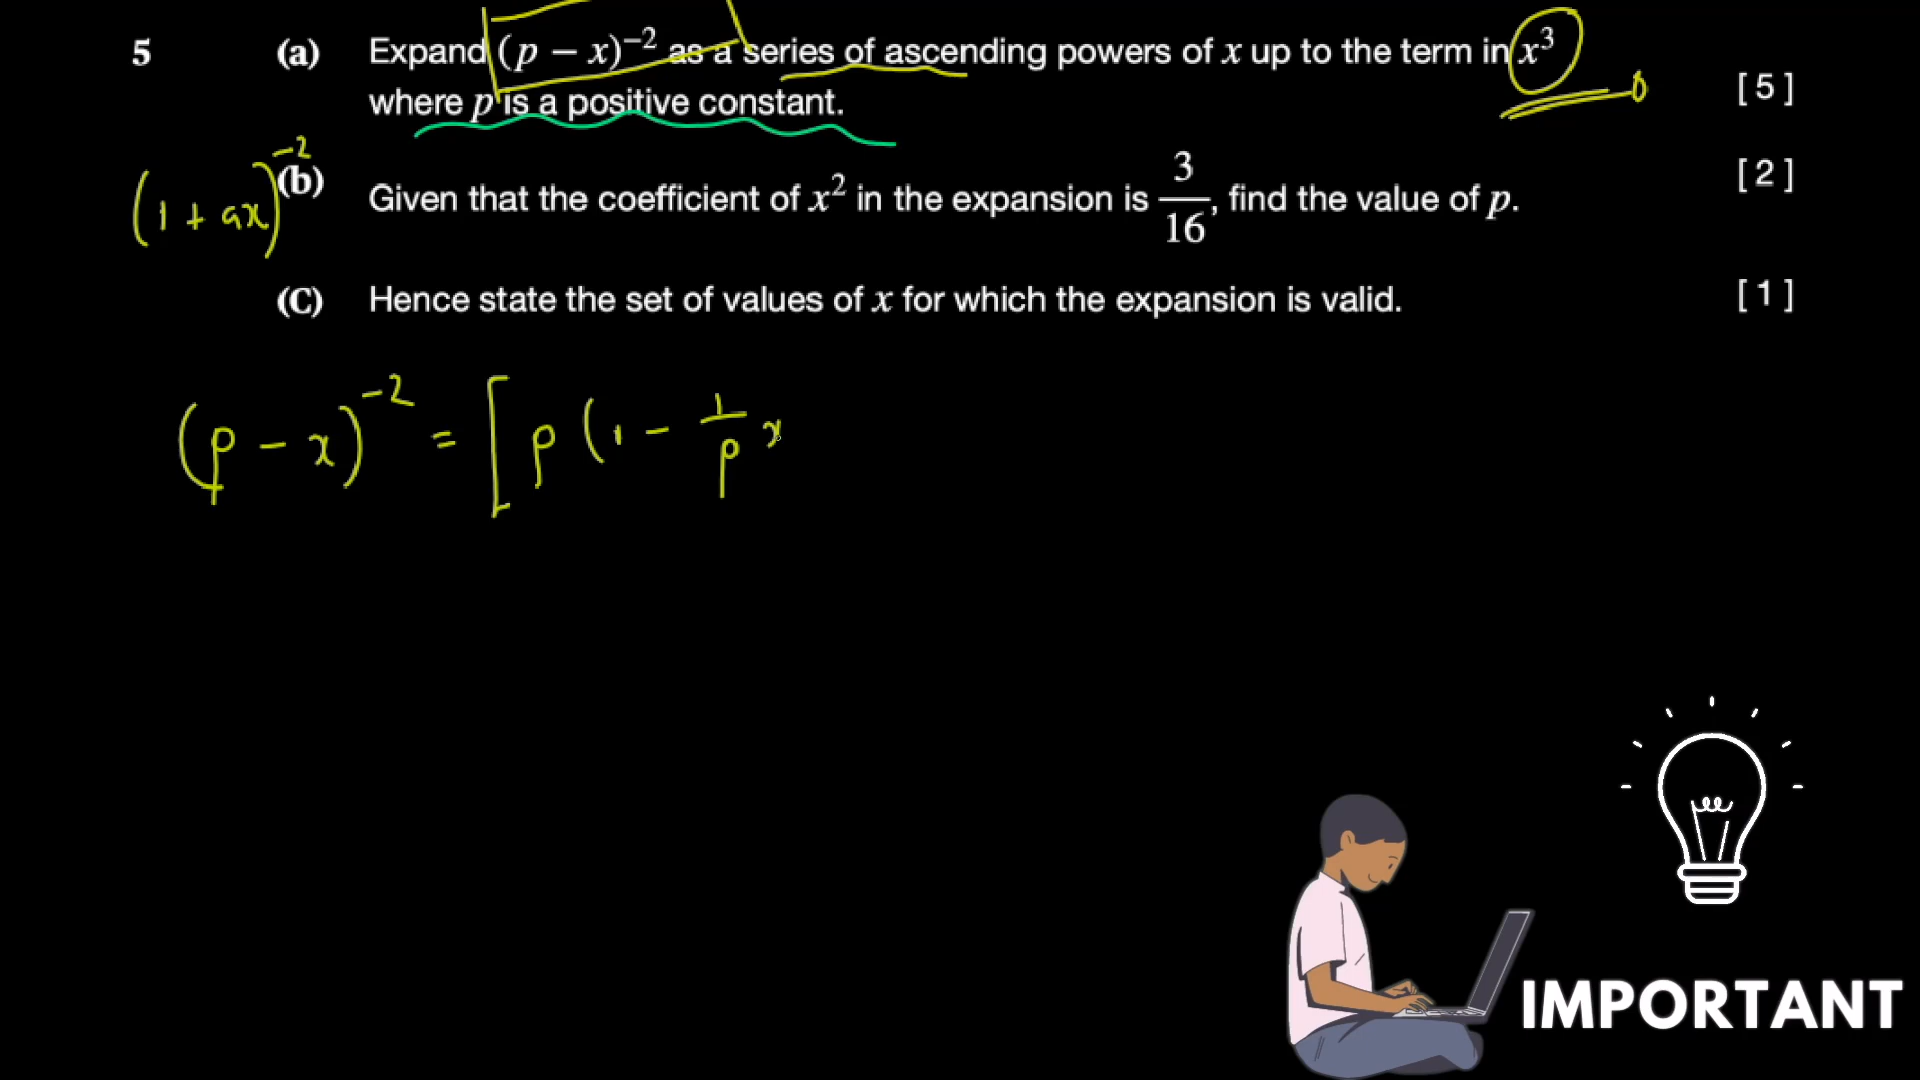 5 (a) Expand (p − x)⁻² as a series of ascending powers of x up to the term in x³
where p is a positive constant. [5]
(1 + ax)⁻²
(b) Given that the coefficient of x² in the expansion is 3/16, find the value of p. [2]
(C) Hence state the set of values of x for which the expansion is valid. [1]
(p − x)⁻² = [p (1 − 1/p x
IMPORTANT